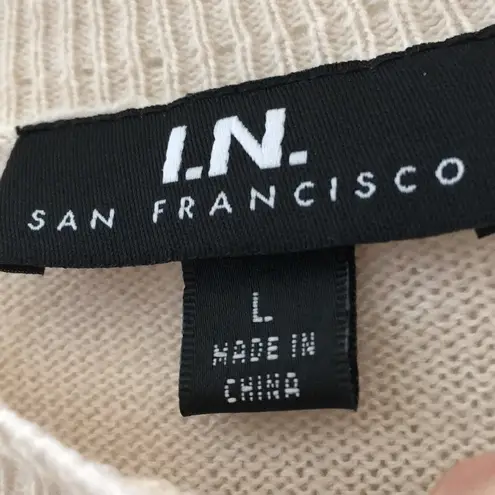 I.N.
SAN FRANCISCO
L
MADE IN
CHINA